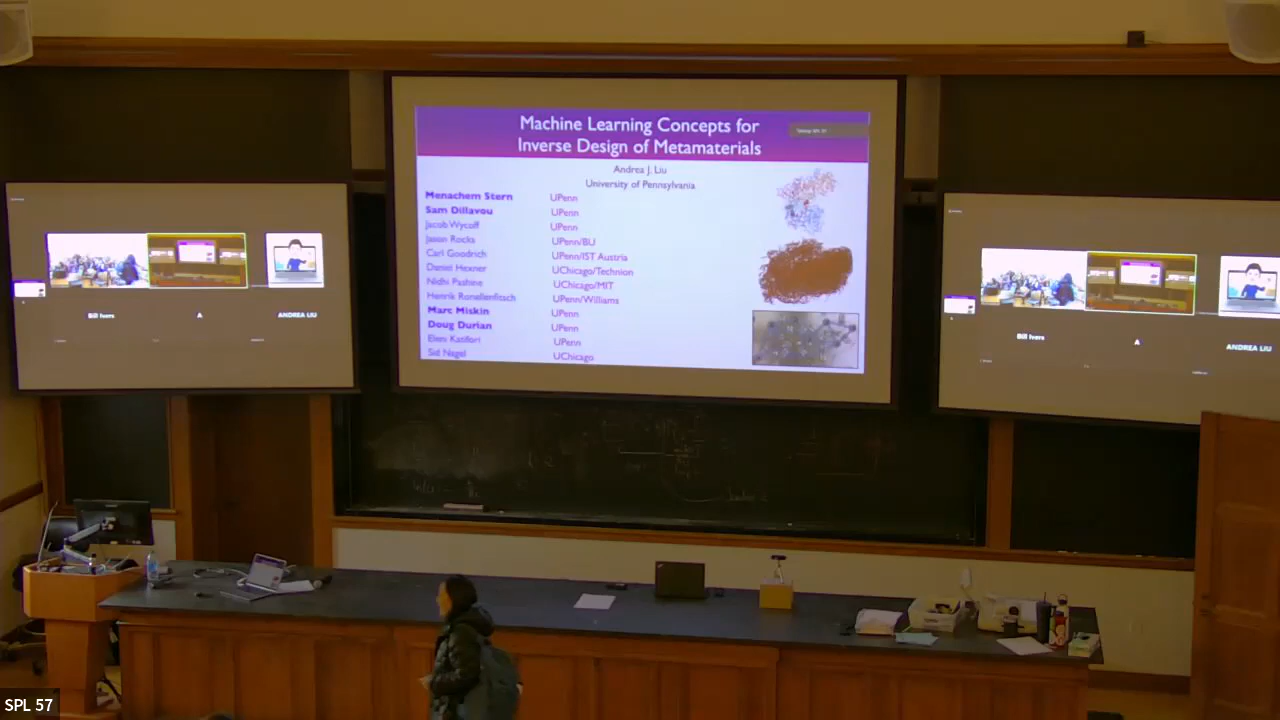 Machine Learning Concepts for
Inverse Design of Metamaterials
Andrea J. Liu
University of Pennsylvania
Menachem Stern UPenn
Sam Dillavou UPenn
Jacob Wycoff UPenn
Jason Rocks UPenn/BU
Carl Goodrich UPenn/IST Austria
Daniel Hexner UChicago/Technion
Nidhi Pashine UChicago/MIT
Henrik Ronellenfitsch UPenn/Williams
Marc Miskin UPenn
Doug Durian UPenn
Eleni Katifori UPenn
Sid Nagel UChicago
Bill Ivers
A
ANDREA LIU
Bill Ivers
A
ANDREA LIU
SPL 57